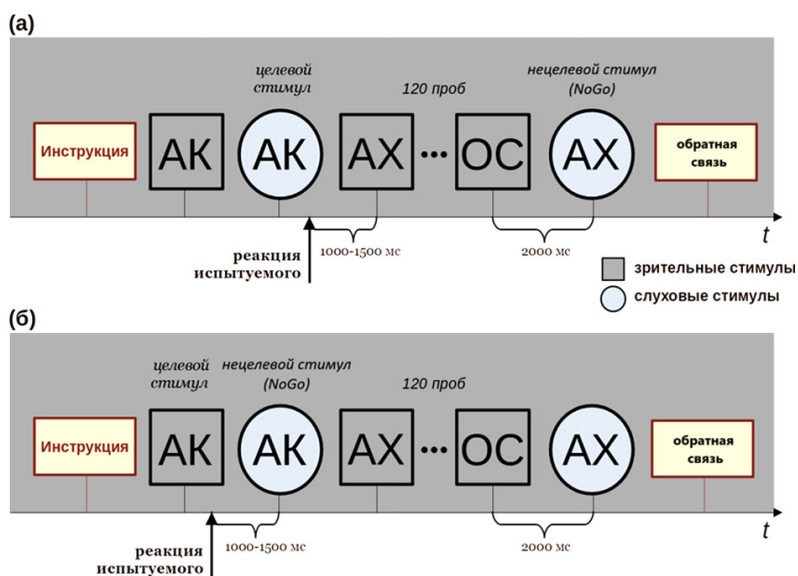 (а)
целевой
стимул
120 проб
нецелевой стимул
(NoGo)
Инструкция
АК
АК
АХ
•••
ОС
АХ
обратная
связь
t
реакция
испытуемого
1000-1500 мс
2000 мс
зрительные стимулы
слуховые стимулы
(б)
целевой
стимул
нецелевой стимул
(NoGo)
120 проб
Инструкция
АК
АК
АХ
•••
ОС
АХ
обратная
связь
t
реакция
испытуемого
1000-1500 мс
2000 мс